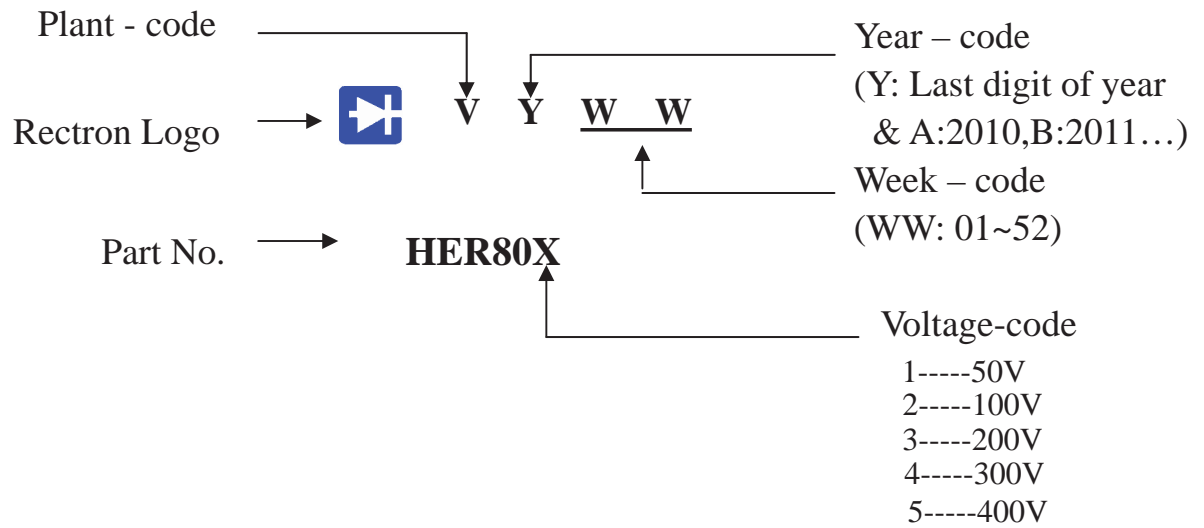 Plant - code
Year – code
(Y: Last digit of year
& A:2010,B:2011…)
V Y W W
Rectron Logo
Week – code
(WW: 01~52)
Part No.
HER80X
Voltage-code
1-----50V
2-----100V
3-----200V
4-----300V
5-----400V